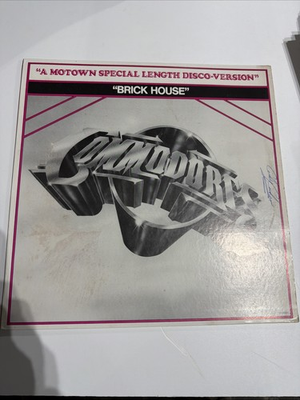 "A MOTOWN SPECIAL LENGTH DISCO-VERSION"
"BRICK HOUSE"
COMMODORES